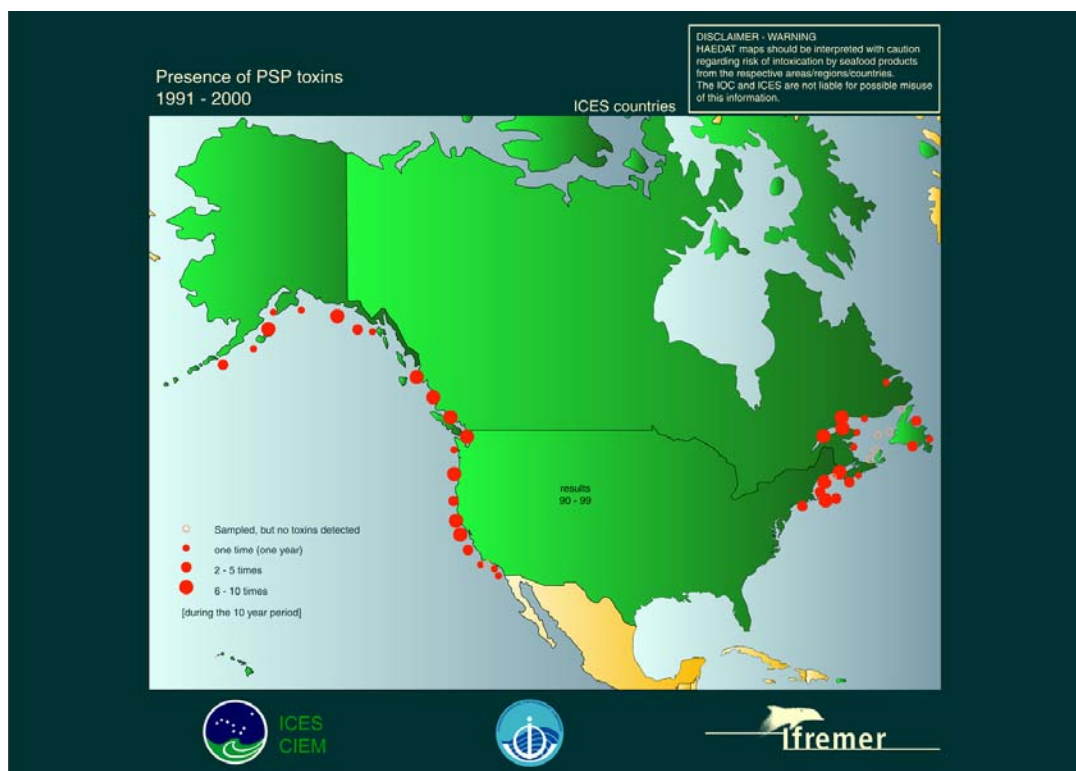 Presence of PSP toxins
1991 - 2000
ICES countries
DISCLAIMER - WARNING
HAEDAT maps should be interpreted with caution
regarding risk of intoxication by seafood products
from the respective areas/regions/countries.
The IOC and ICES are not liable for possible misuse
of this information.
results
90 - 99
Sampled, but no toxins detected
one time (one year)
2 - 5 times
6 - 10 times
[during the 10 year period]
ICES
CIEM
Ifremer